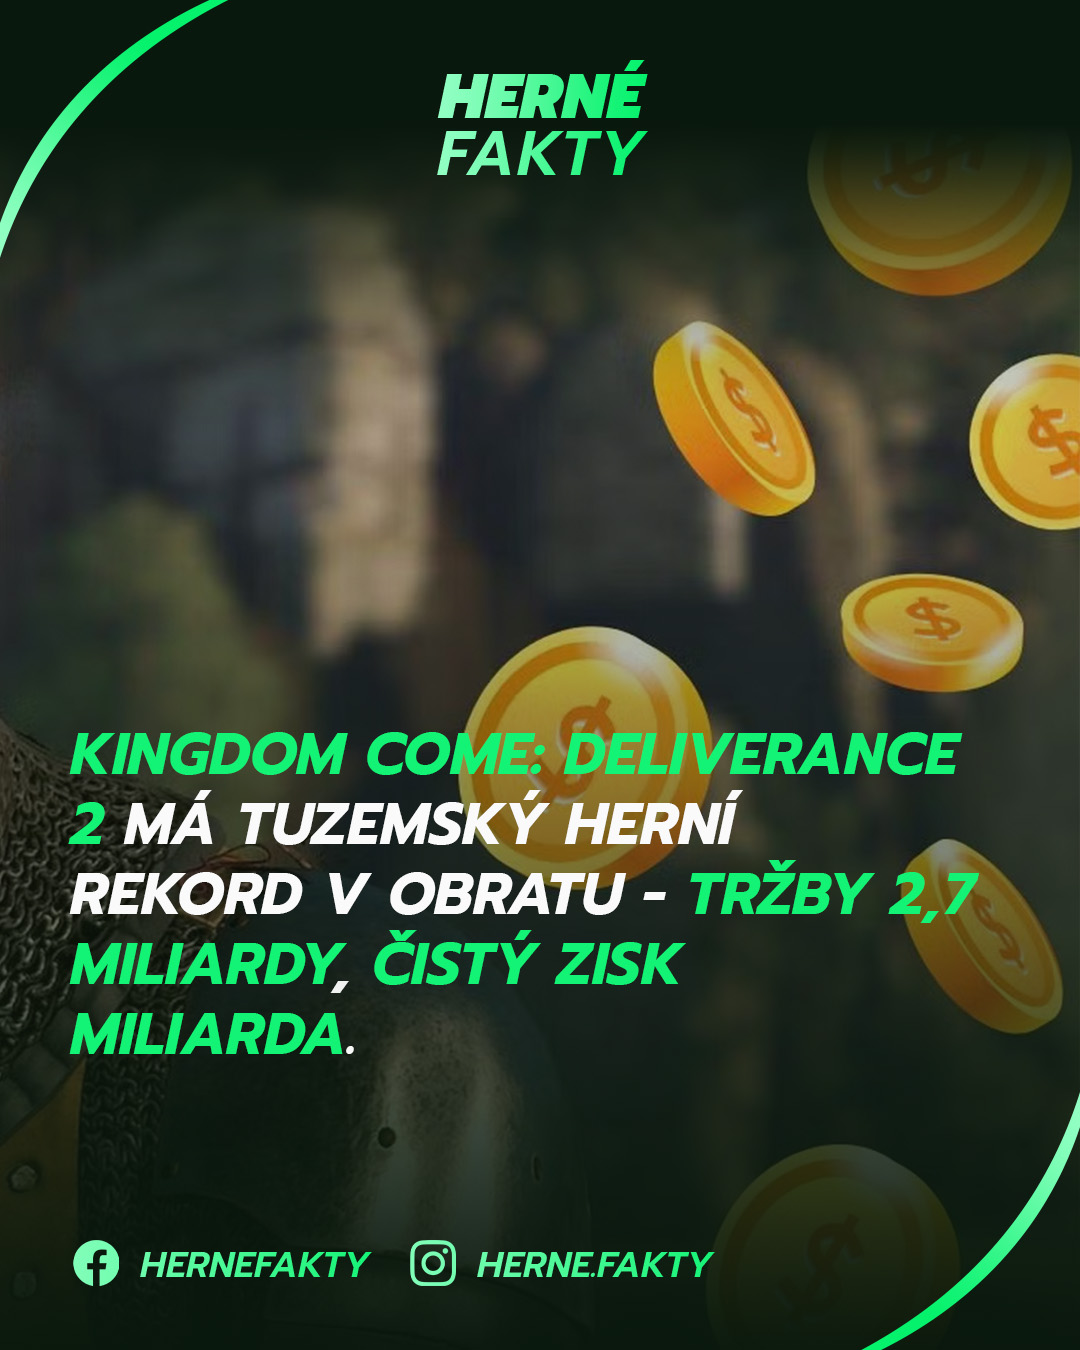 HERNÉ
FAKTY
KINGDOM COME: DELIVERANCE
2 MÁ TUZEMSKÝ HERNÍ
REKORD V OBRATU - TRŽBY 2,7
MILIARDY, ČISTÝ ZISK
MILIARDA.
HERNEFAKTY HERNE.FAKTY